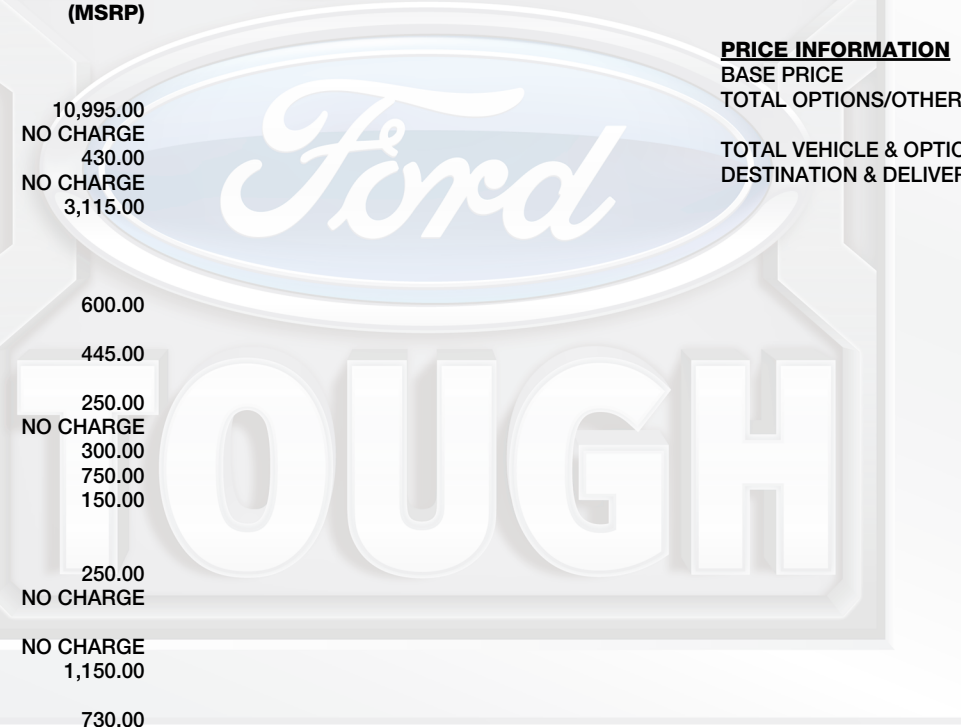 (MSRP)
10,995.00
NO CHARGE
430.00
NO CHARGE
3,115.00
600.00
445.00
250.00
NO CHARGE
300.00
750.00
150.00
250.00
NO CHARGE
NO CHARGE
1,150.00
730.00
PRICE INFORMATION
BASE PRICE
TOTAL OPTIONS/OTHER
TOTAL VEHICLE & OPTIO
DESTINATION & DELIVER
Ford
TOUGH